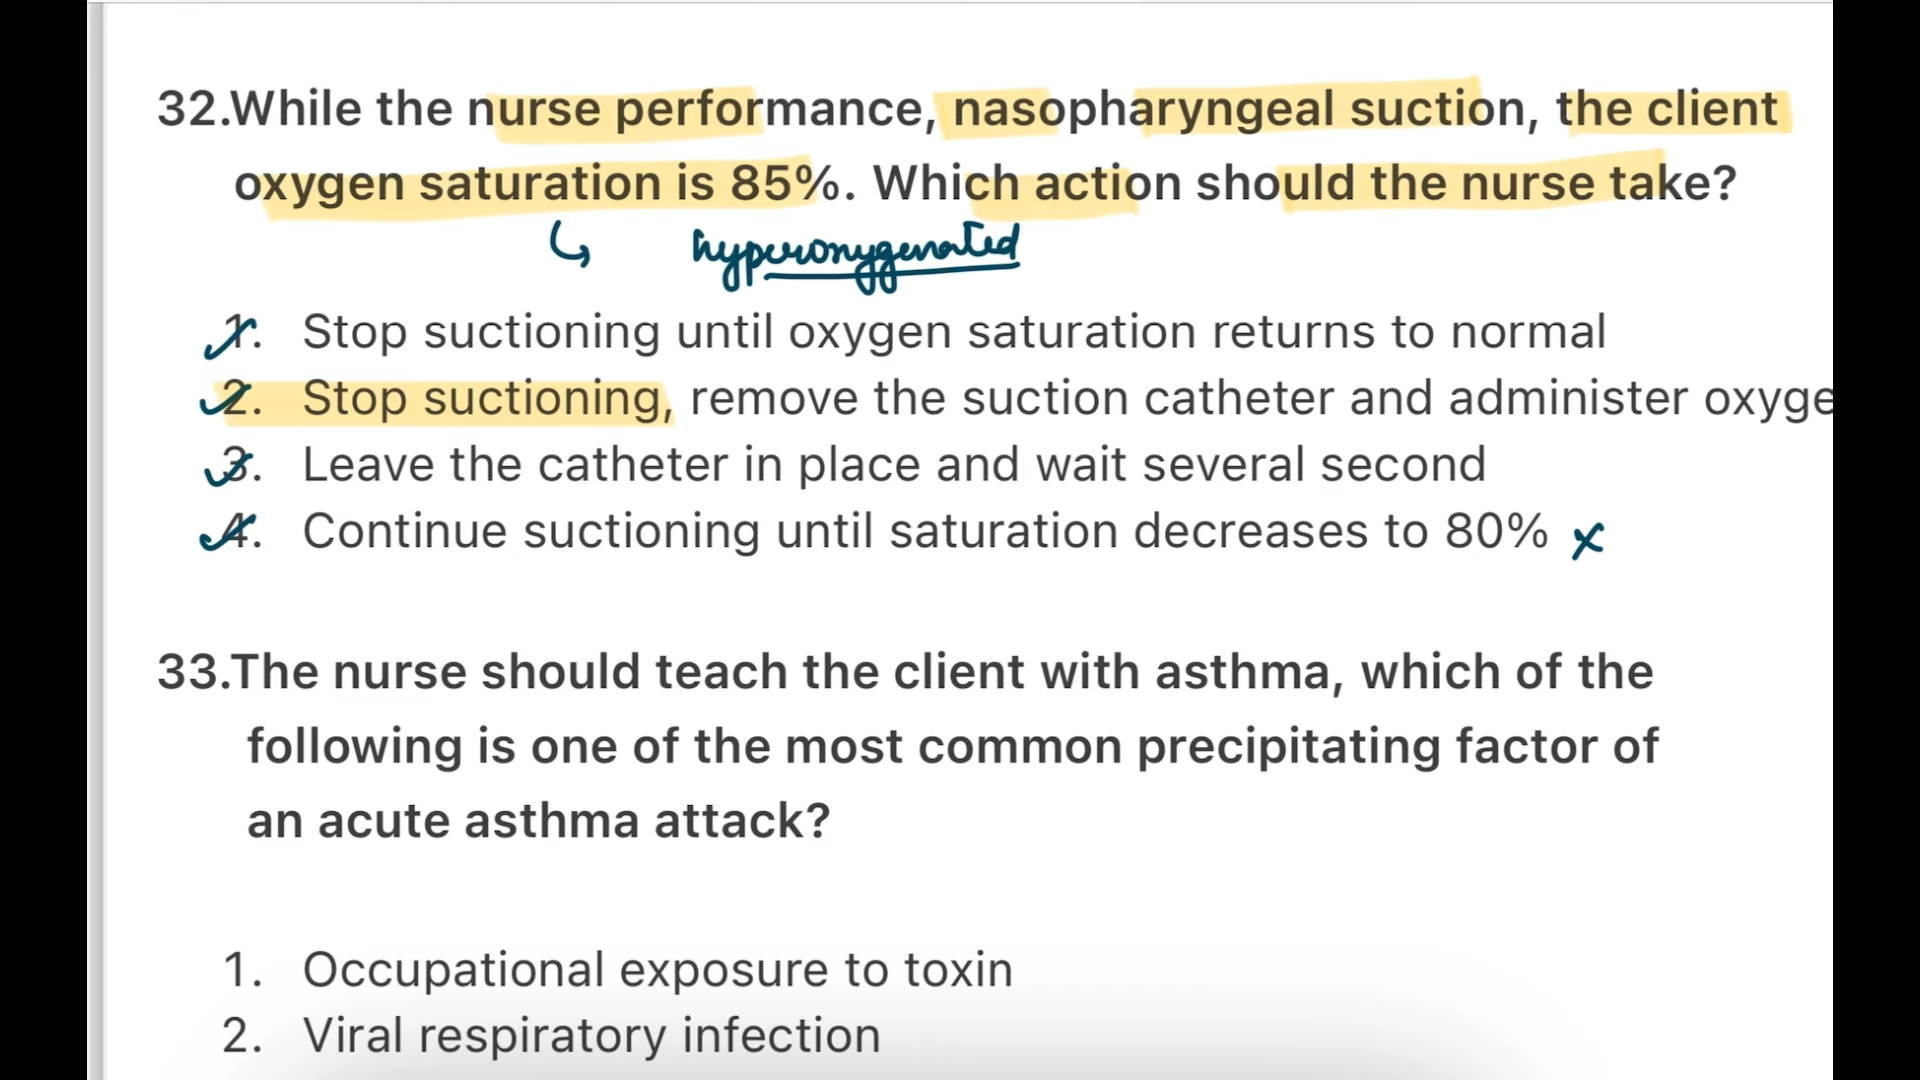 32.While the nurse performance, nasopharyngeal suction, the client
oxygen saturation is 85%. Which action should the nurse take?
hyperoxygenated
1. Stop suctioning until oxygen saturation returns to normal
2. Stop suctioning, remove the suction catheter and administer oxyge
3. Leave the catheter in place and wait several second
4. Continue suctioning until saturation decreases to 80% x
33.The nurse should teach the client with asthma, which of the
following is one of the most common precipitating factor of
an acute asthma attack?
1. Occupational exposure to toxin
2. Viral respiratory infection